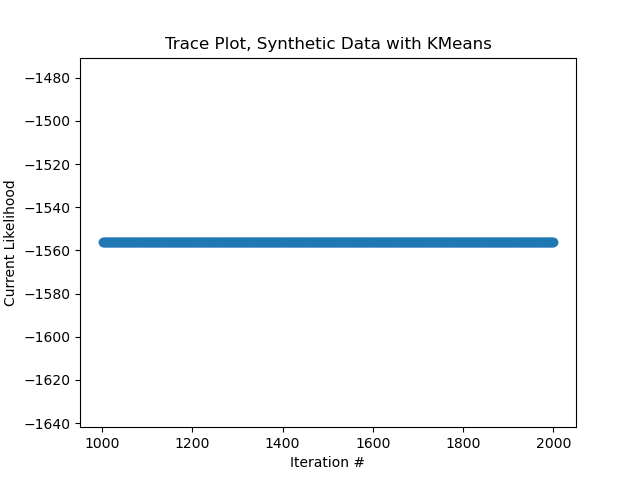 Trace Plot, Synthetic Data with KMeans
−1480
−1500
−1520
−1540
−1560
−1580
−1600
−1620
−1640
Current Likelihood
1000 1200 1400 1600 1800 2000
Iteration #